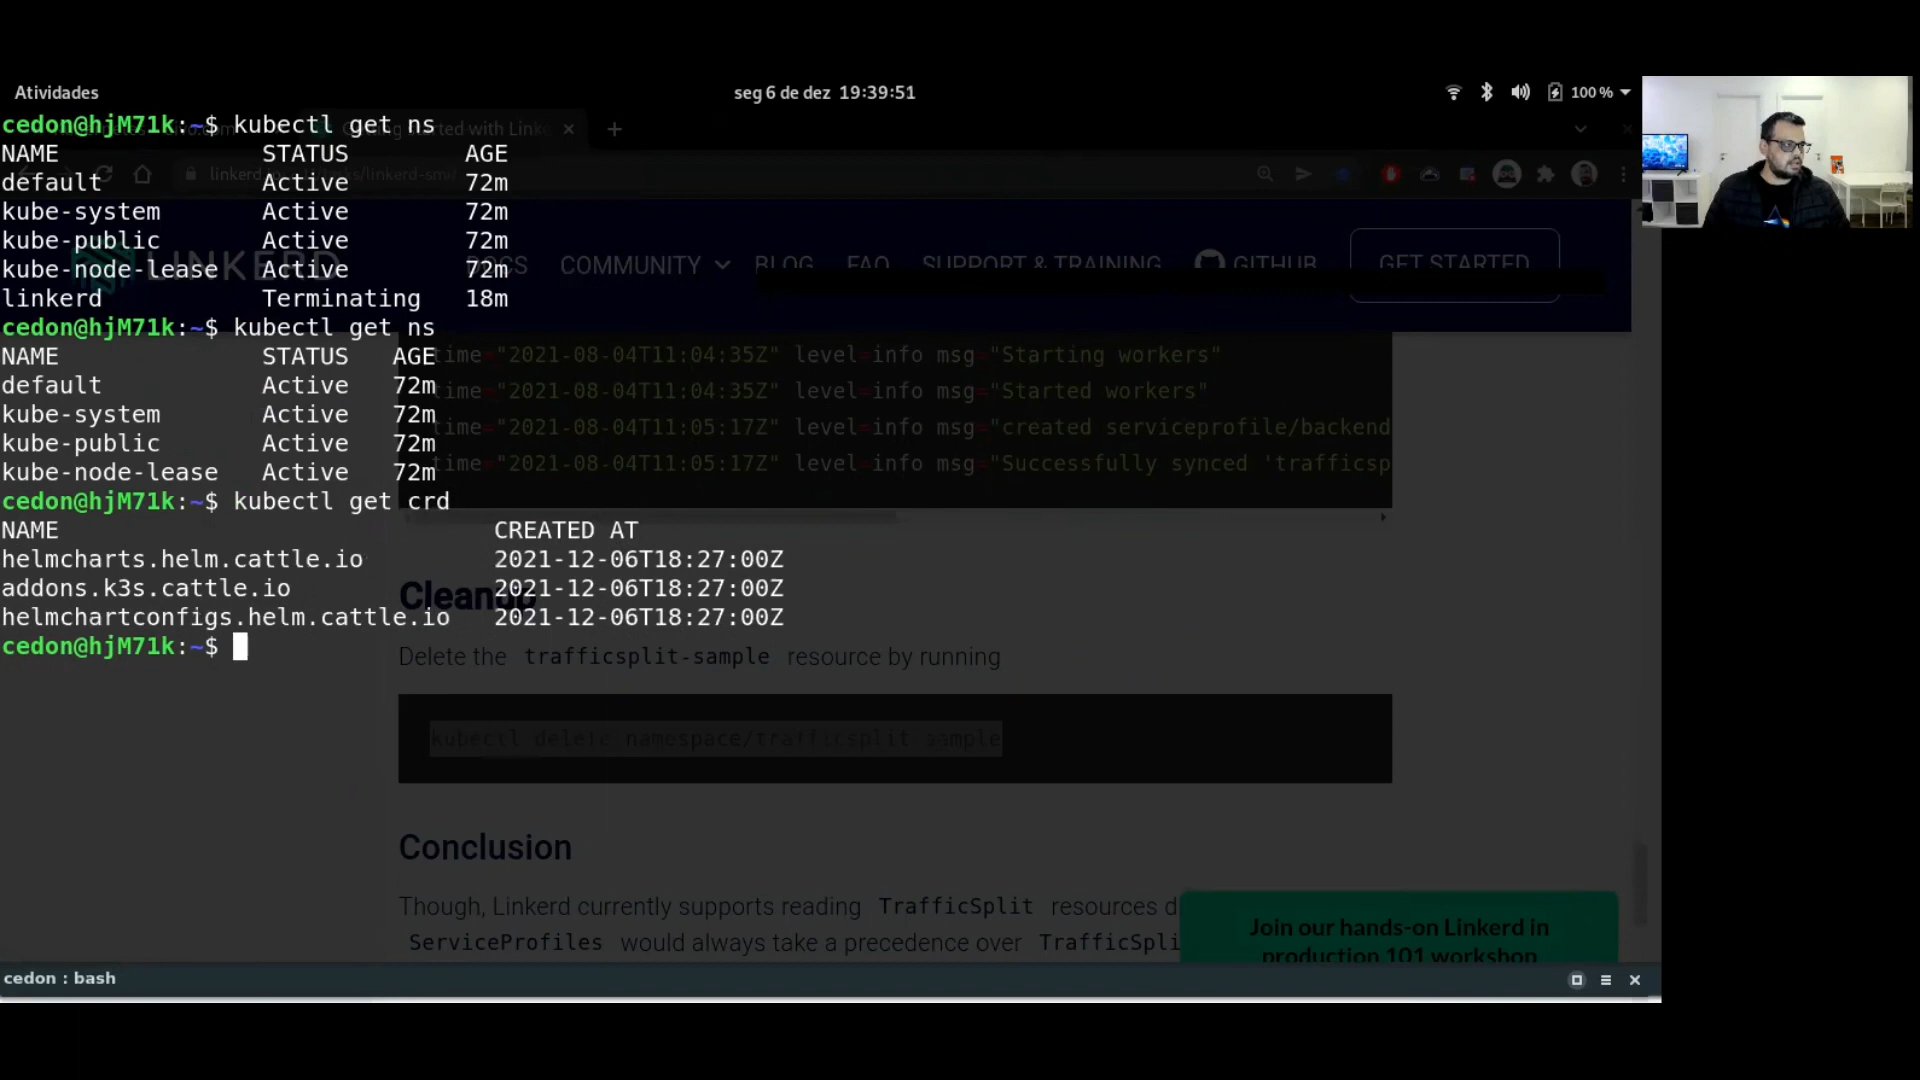 Atividades
seg 6 de dez 19:39:51
100 %
cedon@hjM71k:~$ kubectl get ns
NAME STATUS AGE
default Active 72m
kube-system Active 72m
kube-public Active 72m
kube-node-lease Active 72m
linkerd Terminating 18m
cedon@hjM71k:~$ kubectl get ns
NAME STATUS AGE
default Active 72m
kube-system Active 72m
kube-public Active 72m
kube-node-lease Active 72m
cedon@hjM71k:~$ kubectl get crd
NAME CREATED AT
helmcharts.helm.cattle.io 2021-12-06T18:27:00Z
addons.k3s.cattle.io 2021-12-06T18:27:00Z
helmchartconfigs.helm.cattle.io 2021-12-06T18:27:00Z
cedon@hjM71k:~$
started with
LINKERD
DOCS COMMUNITY BLOG FAQ SUPPORT & TRAINING GITHUB GET STARTED
time="2021-08-04T11:04:35Z" level=info msg="Starting workers"
time="2021-08-04T11:04:35Z" level=info msg="Started workers"
time="2021-08-04T11:05:17Z" level=info msg="created serviceprofile/backend
time="2021-08-04T11:05:17Z" level=info msg="Successfully synced 'trafficsp
Cleanup
Delete the trafficsplit-sample resource by running
kubectl delete namespace/trafficsplit-sample
Conclusion
Though, Linkerd currently supports reading TrafficSplit resources d
ServiceProfiles would always take a precedence over TrafficSpli
Join our hands-on Linkerd in
production 101 workshop
cedon : bash